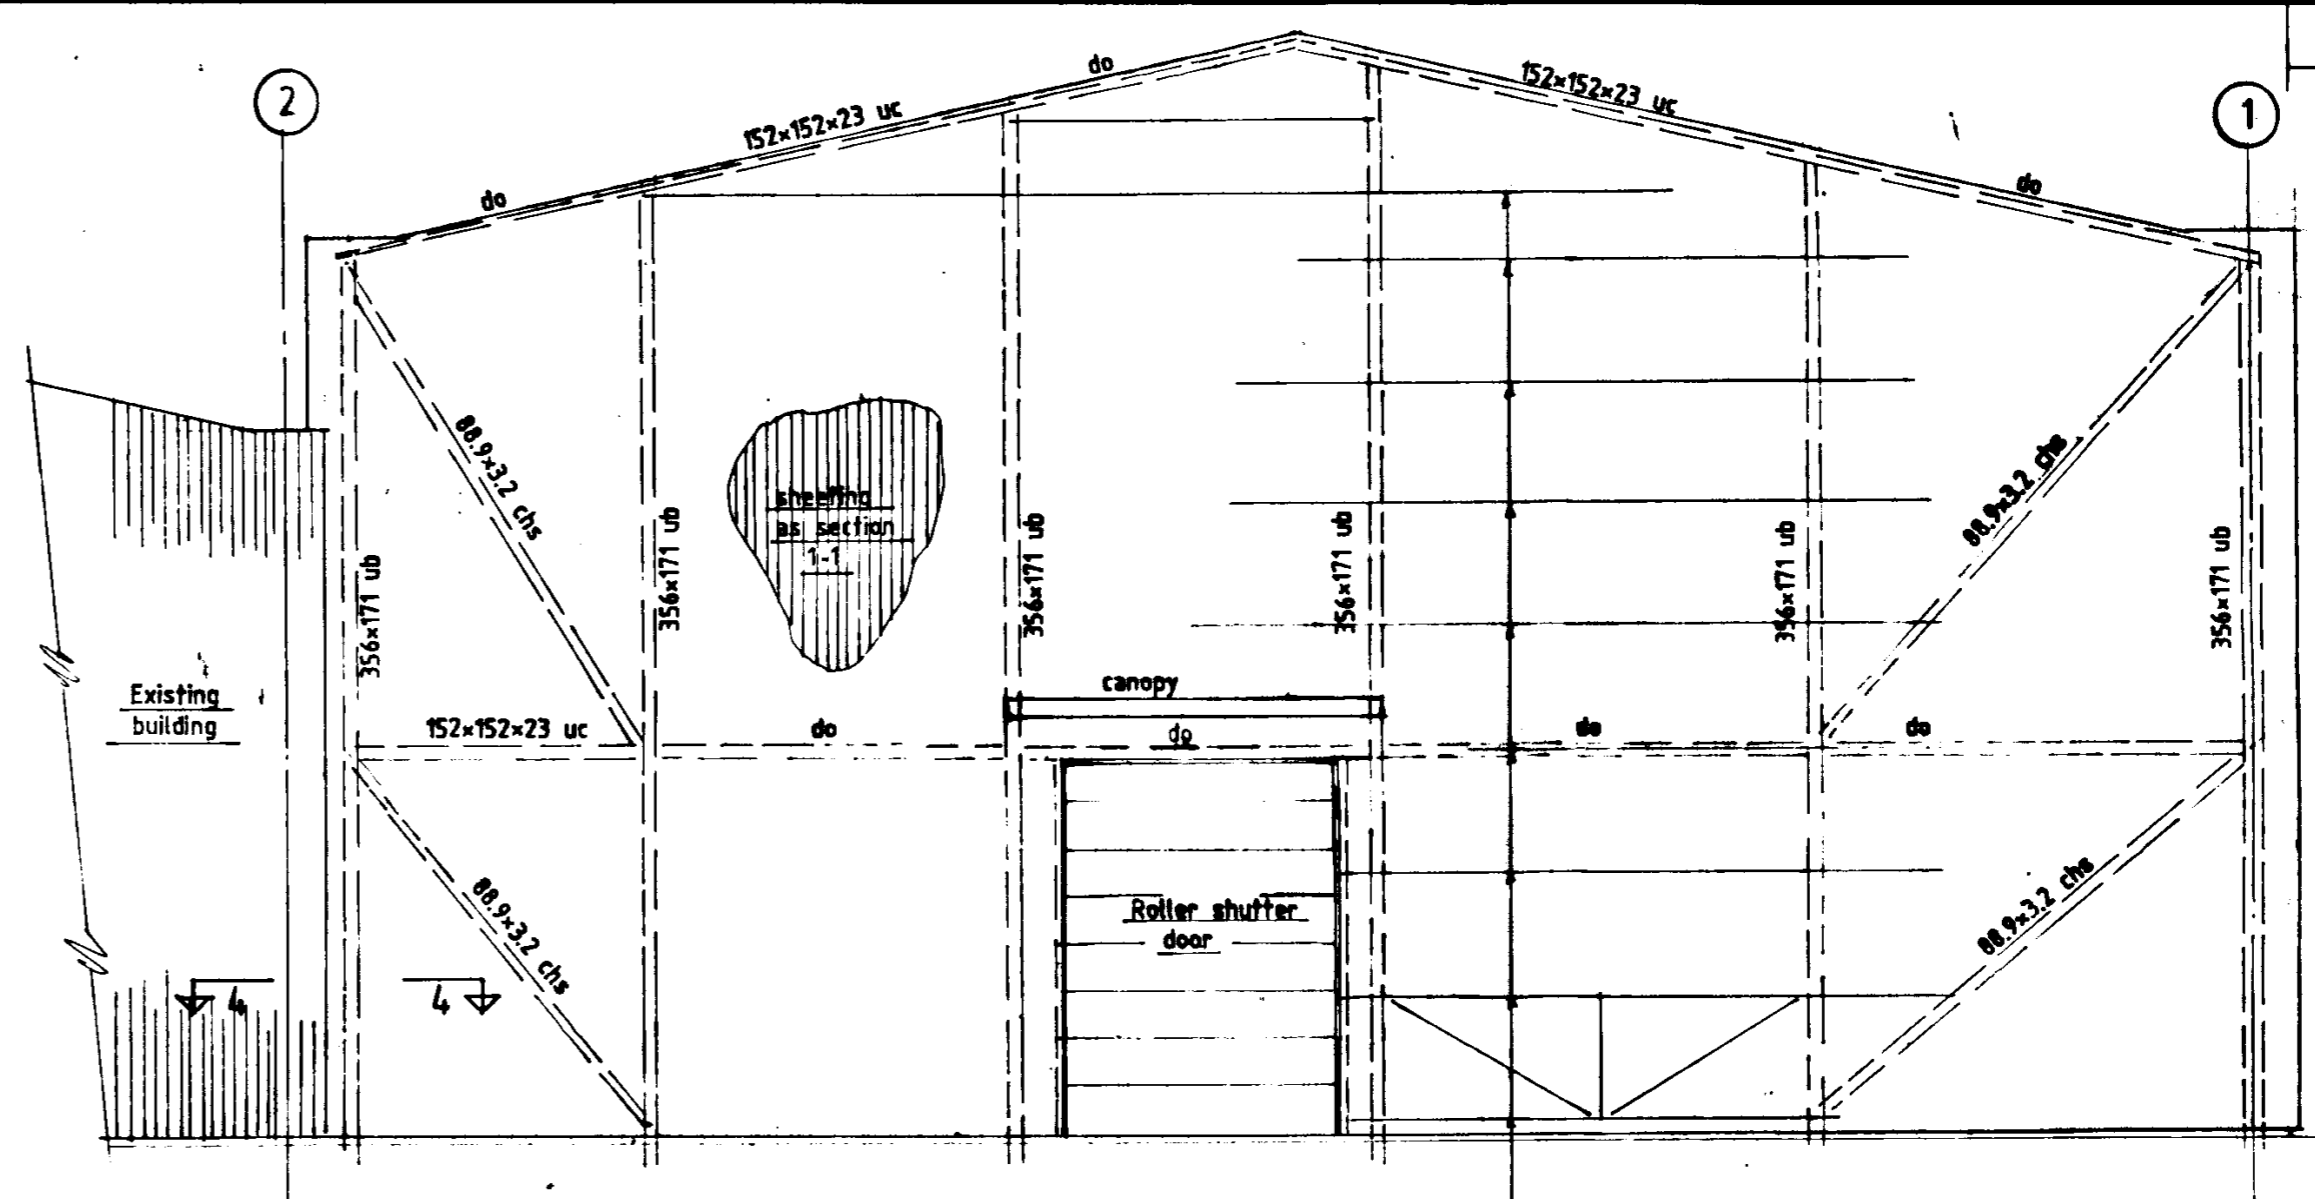 2
do
152×152×23 uc
do
152×152×23 uc
do
1
88.9×3.2 chs
356×171 ub
356×171 ub
sheeting
as section
1-1
356×171 ub
356×171 ub
356×171 ub
88.9×3.2 chs
356×171 ub
Existing
building
canopy
152×152×23 uc
do
do
do
do
88.9×3.2 chs
88.9×3.2 chs
Roller shutter
door
4
4